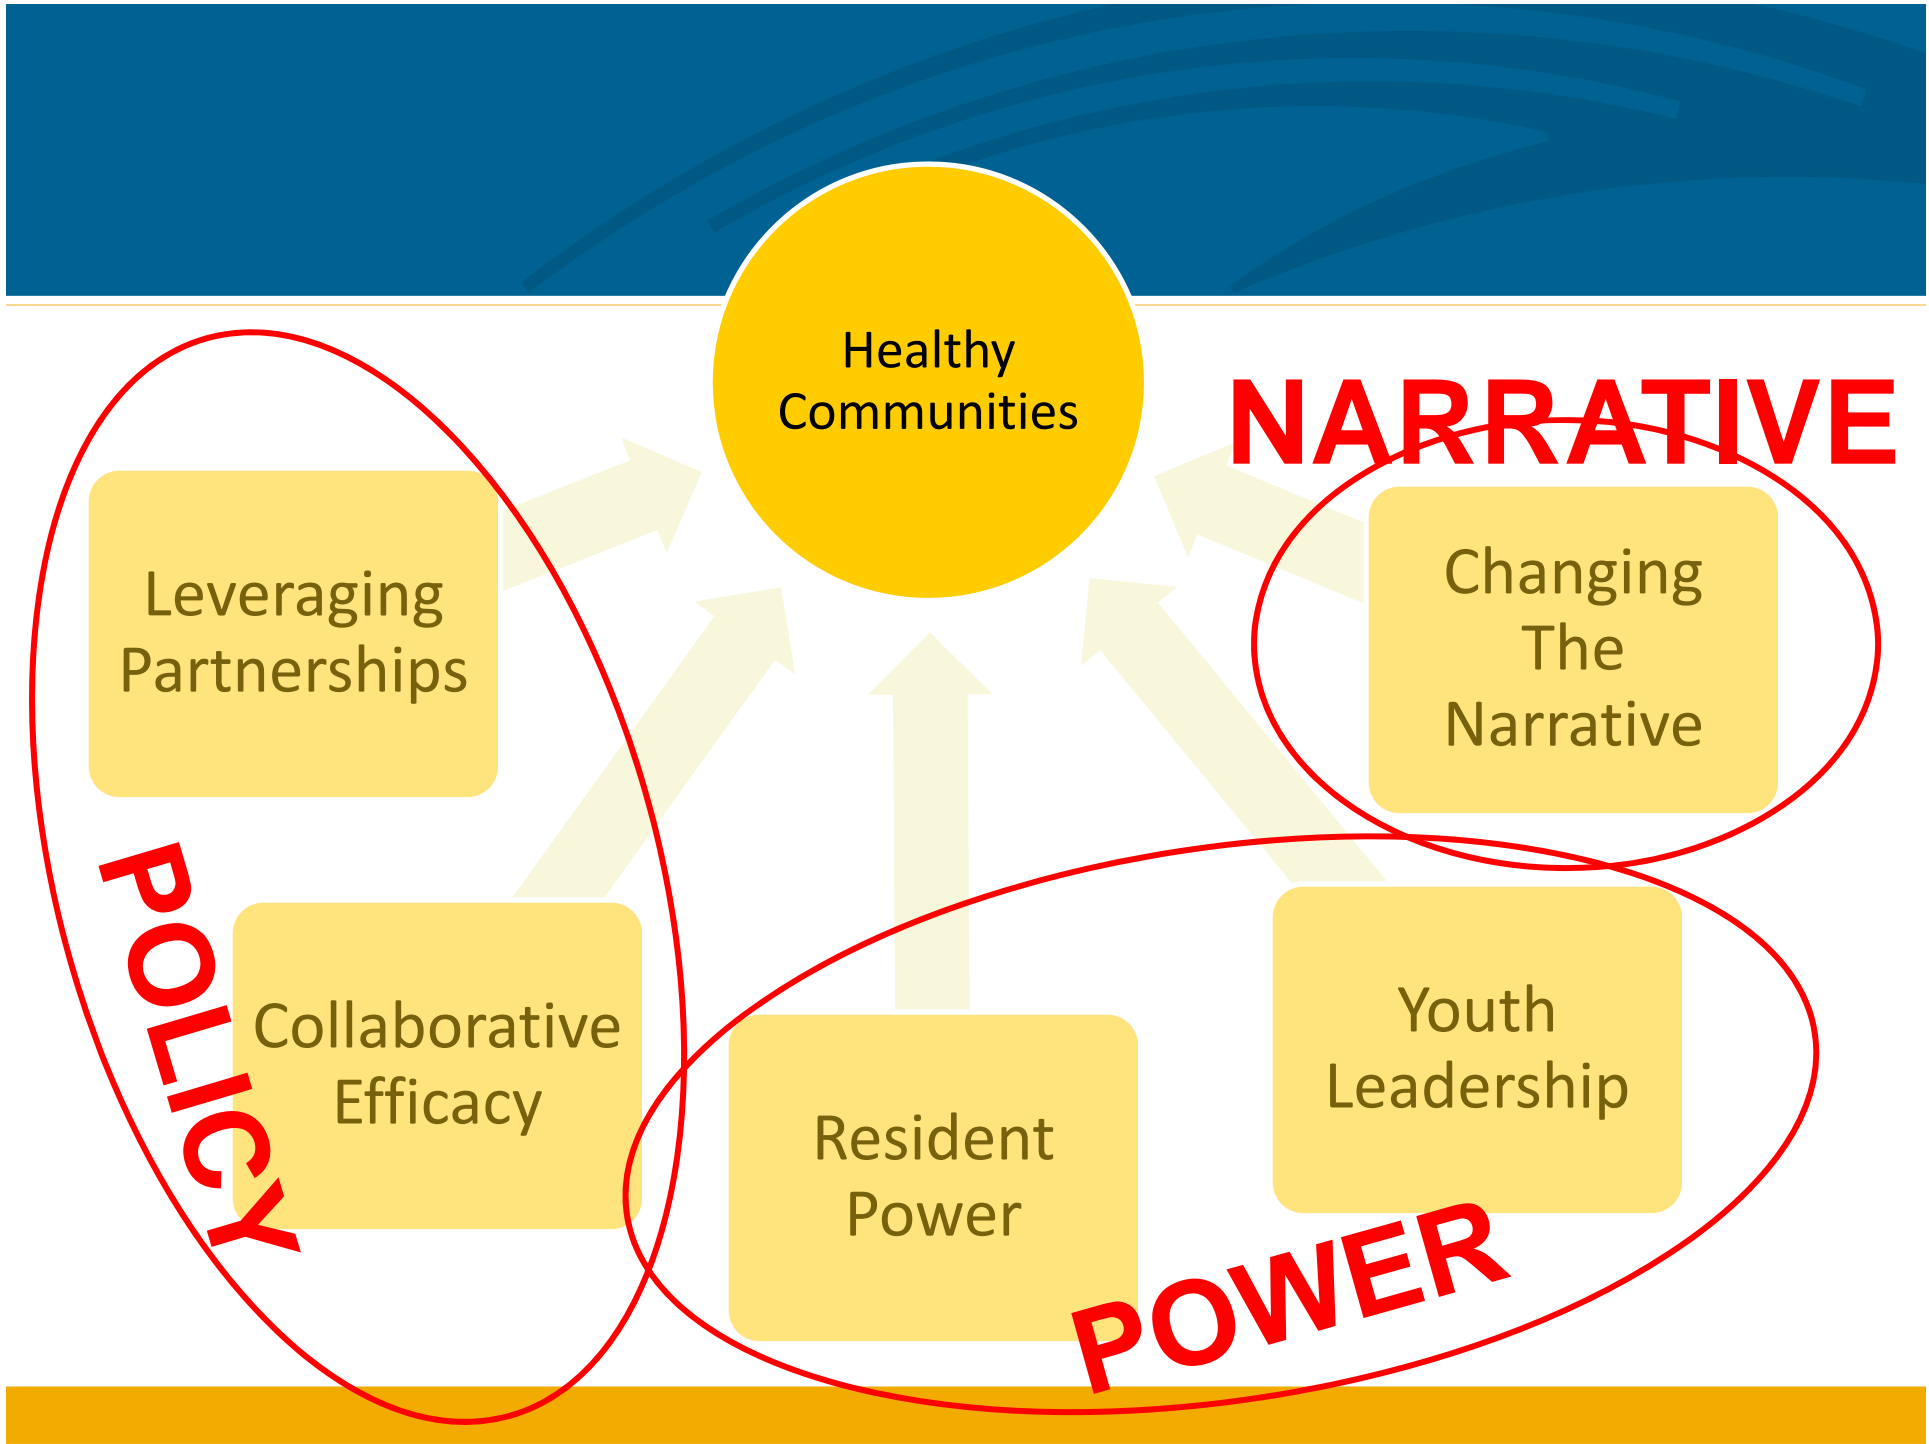 Healthy
Communities
NARRATIVE
Leveraging
Partnerships
Changing
The
Narrative
POLICY
Collaborative
Efficacy
Resident
Power
Youth
Leadership
POWER